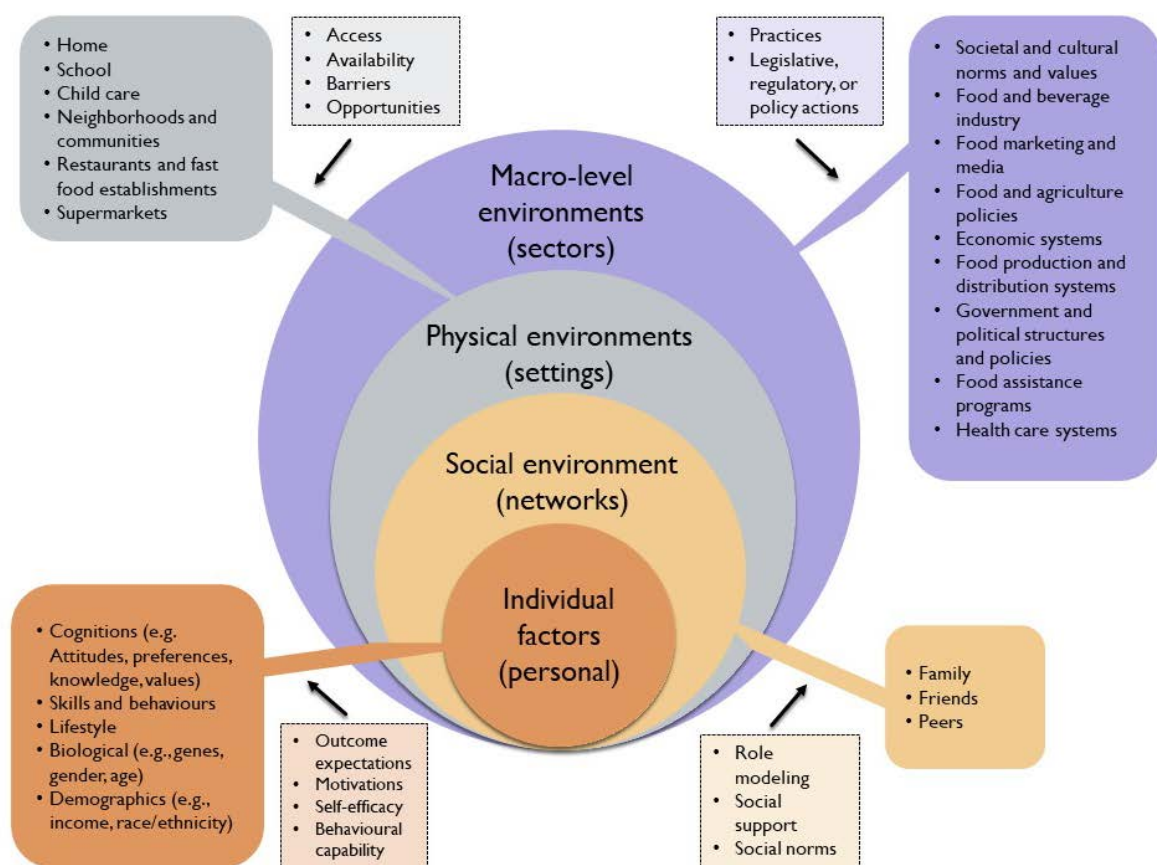 • Home
• School
• Child care
• Neighborhoods and
communities
• Restaurants and fast
food establishments
• Supermarkets
• Access
• Availability
• Barriers
• Opportunities
• Practices
• Legislative,
regulatory, or
policy actions
• Societal and cultural
norms and values
• Food and beverage
industry
• Food marketing and
media
• Food and agriculture
policies
• Economic systems
• Food production and
distribution systems
• Government and
political structures
and policies
• Food assistance
programs
• Health care systems
Macro-level
environments
(sectors)
Physical environments
(settings)
Social environment
(networks)
Individual
factors
(personal)
• Cognitions (e.g.
Attitudes, preferences,
knowledge, values)
• Skills and behaviours
• Lifestyle
• Biological (e.g., genes,
gender, age)
• Demographics (e.g.,
income, race/ethnicity)
• Outcome
expectations
• Motivations
• Self-efficacy
• Behavioural
capability
• Role
modeling
• Social
support
• Social norms
• Family
• Friends
• Peers